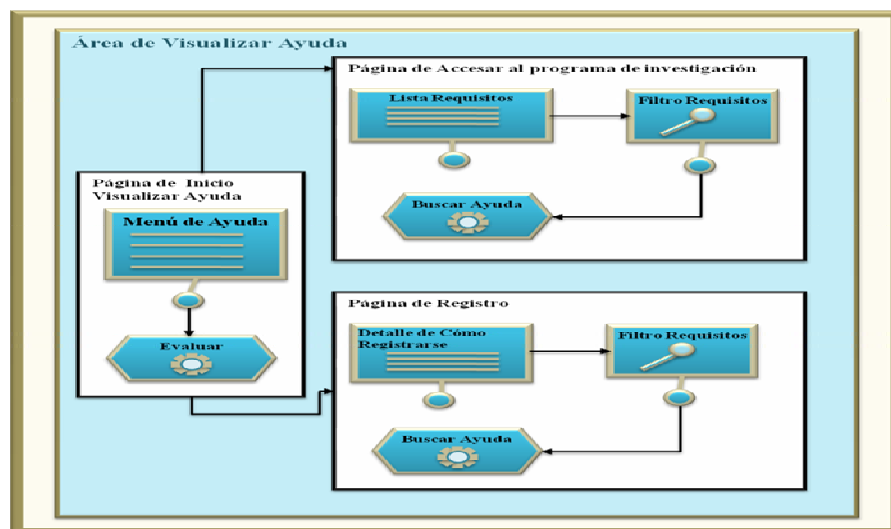 Área de Visualizar Ayuda
Página de Accesar al programa de investigación
Lista Requisitos
Filtro Requisitos
Buscar Ayuda
Página de Inicio
Visualizar Ayuda
Menú de Ayuda
Evaluar
Página de Registro
Detalle de Cómo
Registrarse
Filtro Requisitos
Buscar Ayuda